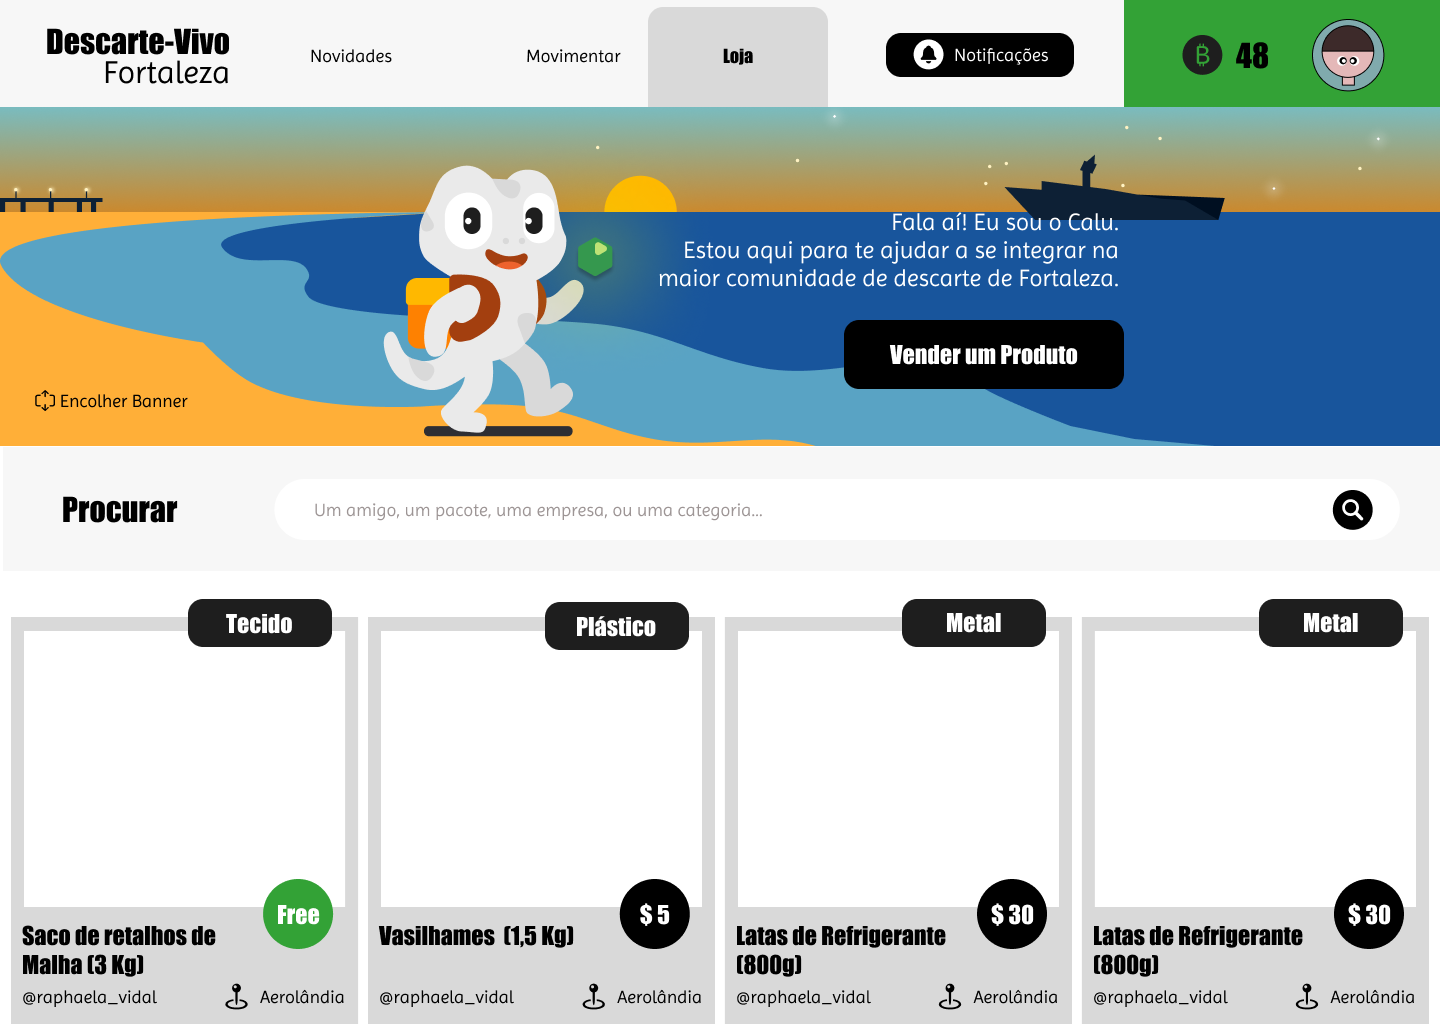 Descarte-Vivo
Fortaleza
Novidades
Movimentar
Loja
Notificações
48
Fala aí! Eu sou o Calu.
Estou aqui para te ajudar a se integrar na
maior comunidade de descarte de Fortaleza.
Vender um Produto
Encolher Banner
Procurar
Um amigo, um pacote, uma empresa, ou uma categoria...
Tecido
Free
Saco de retalhos de
Malha (3 Kg)
@raphaela_vidal
Aerolândia
Plástico
$ 5
Vasilhames (1,5 Kg)
@raphaela_vidal
Aerolândia
Metal
$ 30
Latas de Refrigerante
(800g)
@raphaela_vidal
Aerolândia
Metal
$ 30
Latas de Refrigerante
(800g)
@raphaela_vidal
Aerolândia